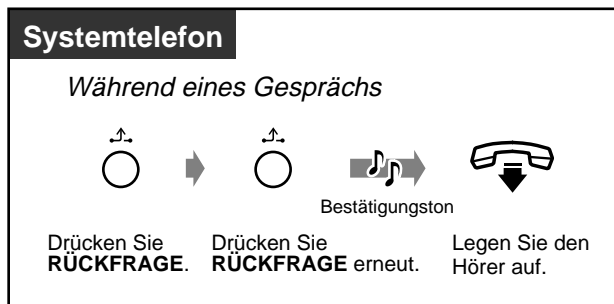 Systemtelefon
Während eines Gesprächs
Bestätigungston
Drücken Sie
RÜCKFRAGE.
Drücken Sie
RÜCKFRAGE erneut.
Legen Sie den
Hörer auf.